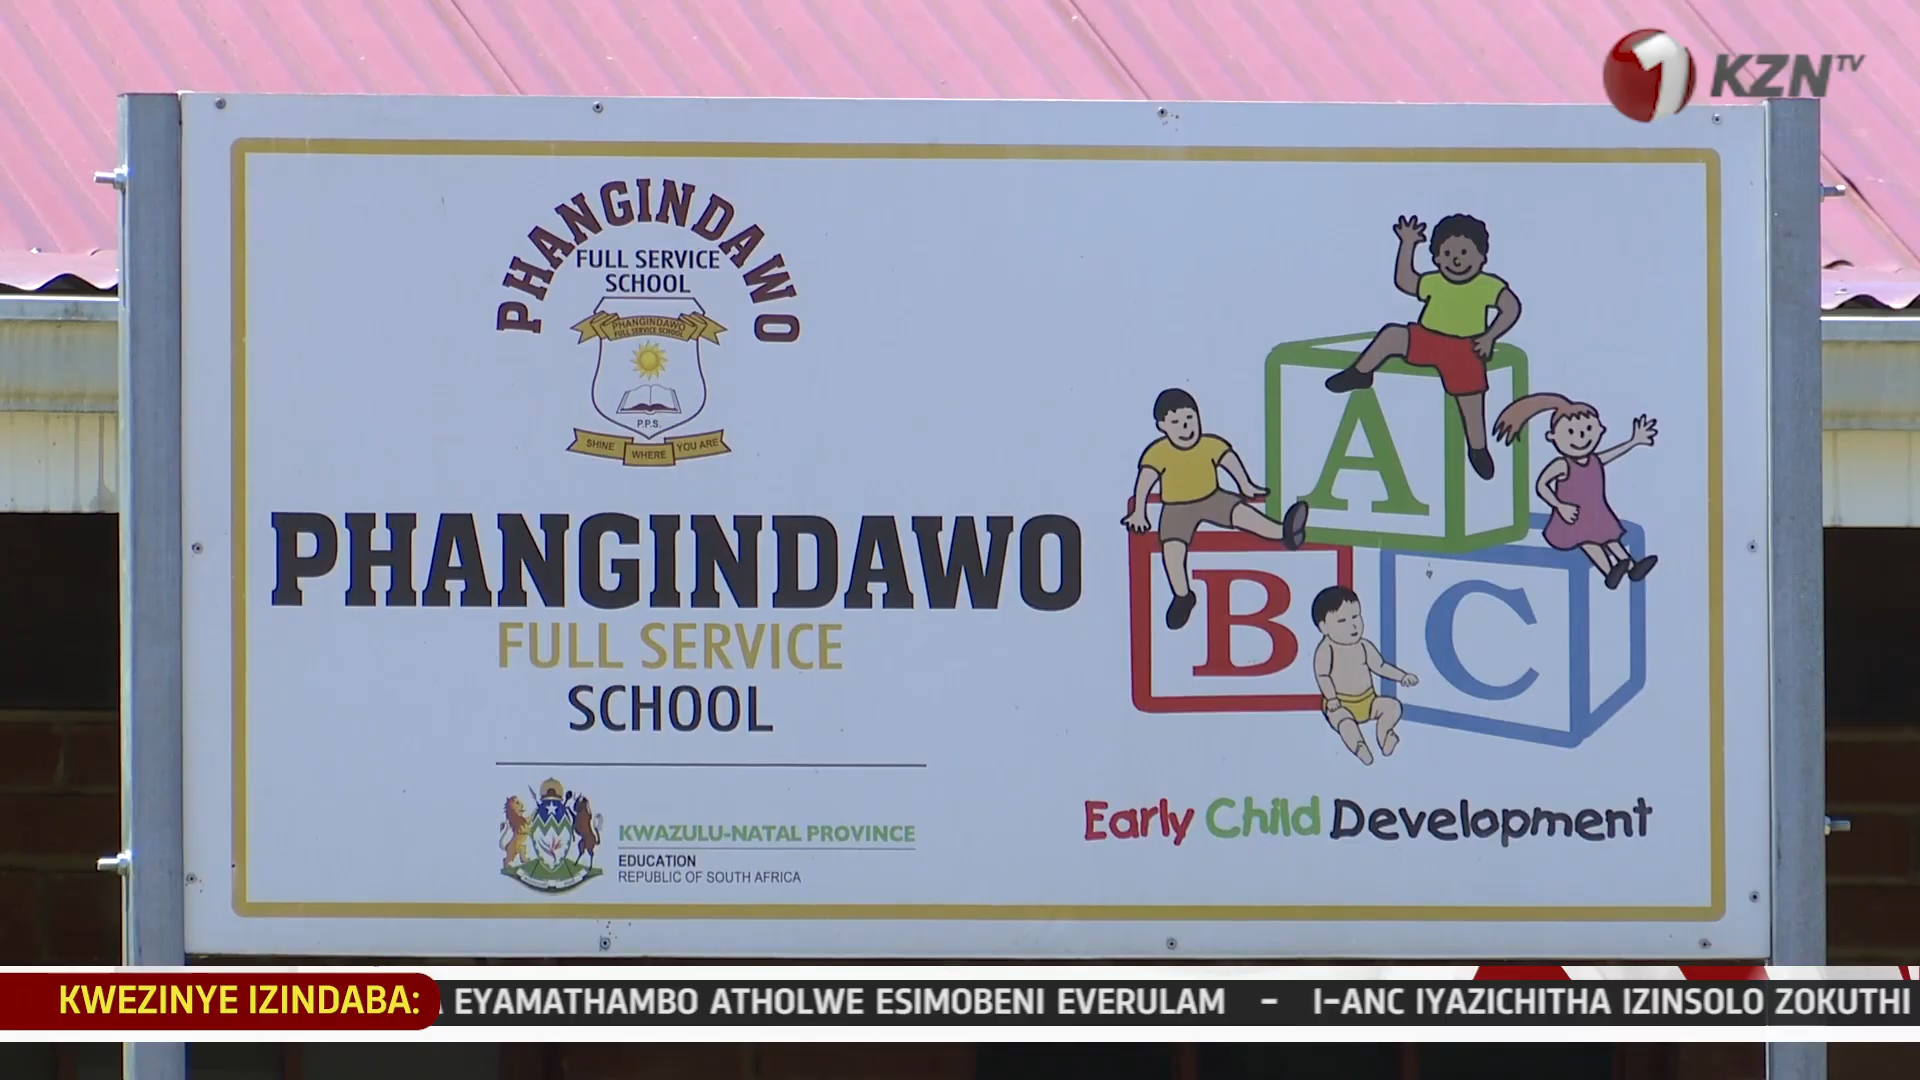 1 KZN TV
PHANGINDAWO
FULL SERVICE
SCHOOL
PHANGINDAWO
FULL SERVICE SCHOOL
P.P.S.
SHINE WHERE YOU ARE
PHANGINDAWO
FULL SERVICE
SCHOOL
KWAZULU-NATAL PROVINCE
EDUCATION
REPUBLIC OF SOUTH AFRICA
A
B C
Early Child Development
KWEZINYE IZINDABA: EYAMATHAMBO ATHOLWE ESIMOBENI EVERULAM - I-ANC IYAZICHITHA IZINSOLO ZOKUTHI